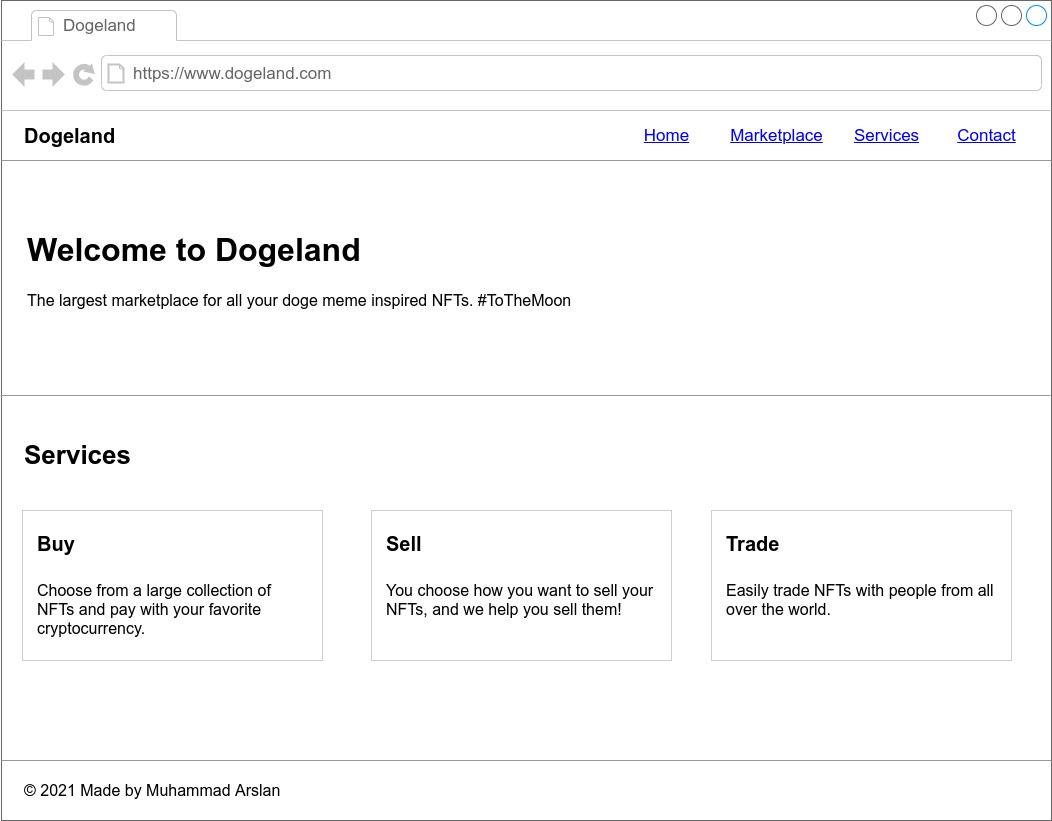 Dogeland
https://www.dogeland.com
Dogeland
Home Marketplace Services Contact
Welcome to Dogeland
The largest marketplace for all your doge meme inspired NFTs. #ToTheMoon
Services
Buy
Choose from a large collection of
NFTs and pay with your favorite
cryptocurrency.
Sell
You choose how you want to sell your
NFTs, and we help you sell them!
Trade
Easily trade NFTs with people from all
over the world.
© 2021 Made by Muhammad Arslan